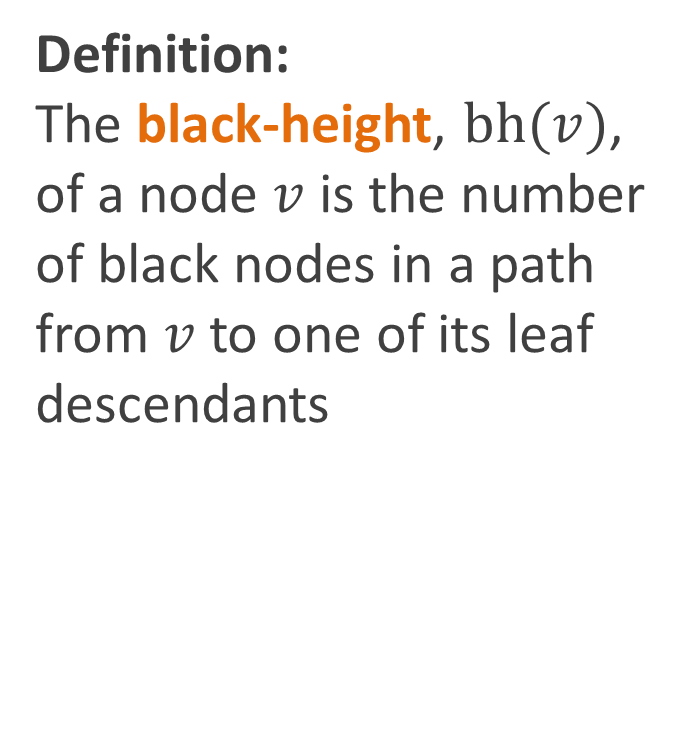 Definition:
The black-height, bh(𝑣),
of a node 𝑣 is the number
of black nodes in a path
from 𝑣 to one of its leaf
descendants